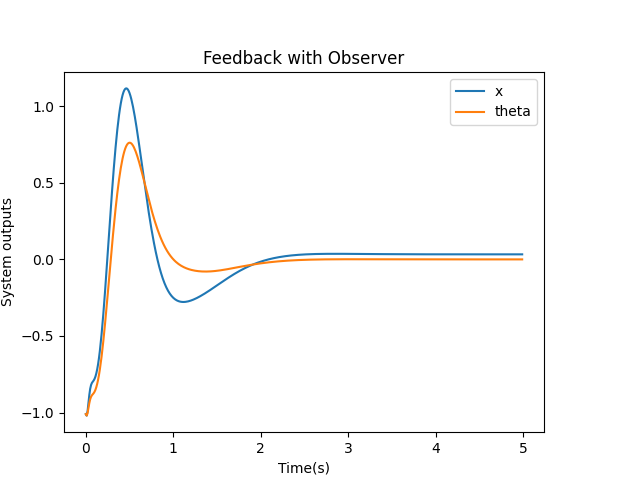 Feedback with Observer
x
theta
System outputs
1.0
0.5
0.0
−0.5
−1.0
0 1 2 3 4 5
Time(s)